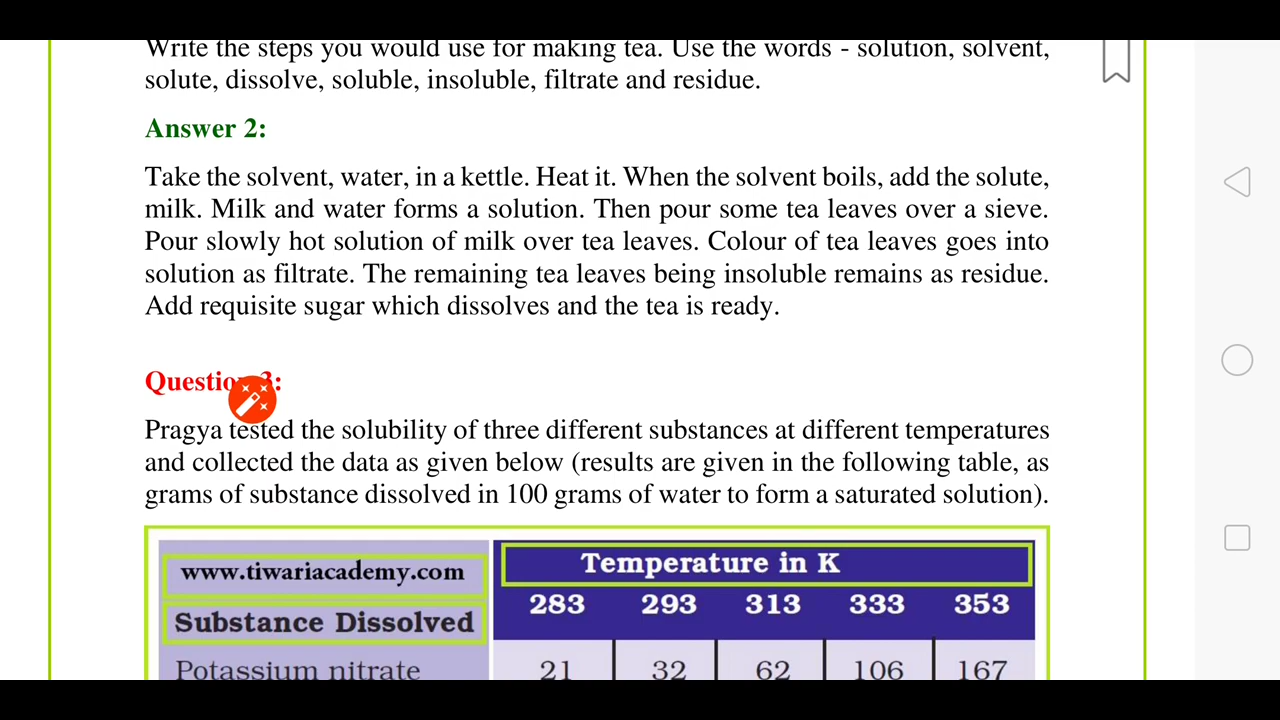 Write the steps you would use for making tea. Use the words - solution, solvent,
solute, dissolve, soluble, insoluble, filtrate and residue.
Answer 2:
Take the solvent, water, in a kettle. Heat it. When the solvent boils, add the solute,
milk. Milk and water forms a solution. Then pour some tea leaves over a sieve.
Pour slowly hot solution of milk over tea leaves. Colour of tea leaves goes into
solution as filtrate. The remaining tea leaves being insoluble remains as residue.
Add requisite sugar which dissolves and the tea is ready.
Question 3:
Pragya tested the solubility of three different substances at different temperatures
and collected the data as given below (results are given in the following table, as
grams of substance dissolved in 100 grams of water to form a saturated solution).
www.tiwariacademy.com
Temperature in K
Substance Dissolved
283 293 313 333 353
Potassium nitrate 21 32 62 106 167